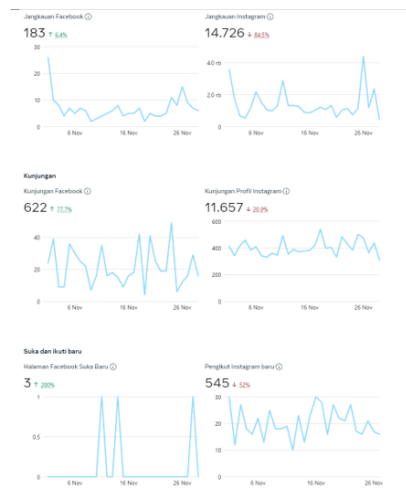 Jangkauan Facebook
Jangkauan Instagram
183 ↑ 6,4%
14.726 ↓ 84,5%
30
20
10
0
6 Nov
16 Nov
26 Nov
4,0 rb
2,0 rb
0
6 Nov
16 Nov
26 Nov
Kunjungan
Kunjungan Facebook
Kunjungan Profil Instagram
622 ↑ 77,7%
11.657 ↓ 20,9%
40
20
0
6 Nov
16 Nov
26 Nov
600
400
200
0
6 Nov
16 Nov
26 Nov
Suka dan ikuti baru
Halaman Facebook Suka Baru
Pengikut Instagram baru
3 ↑ 200%
545 ↓ 52%
1
0.5
0
6 Nov
16 Nov
26 Nov
30
20
10
0
6 Nov
16 Nov
26 Nov